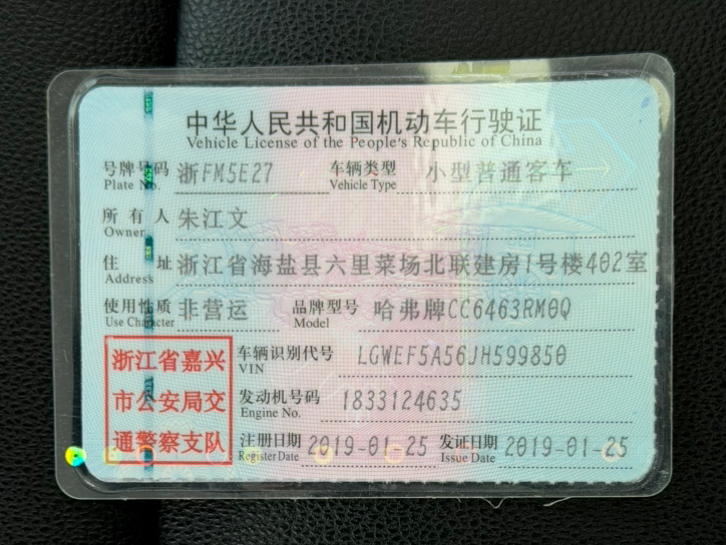 中华人民共和国机动车行驶证
Vehicle License of the People's Republic of China
号牌号码 浙FM5E27 车辆类型 小型普通客车
Plate No. Vehicle Type
所有人 朱江文
Owner
住址 浙江省海盐县六里菜场北联建房1号楼402室
Address
使用性质 非营运 品牌型号 哈弗牌CC6463RM0Q
Use Character Model
浙江省嘉兴 车辆识别代号 LGWEF5A56JH599850
VIN
市公安局交 发动机号码 1833124635
Engine No.
通警察支队 注册日期 2019-01-25 发证日期 2019-01-25
Register Date Issue Date